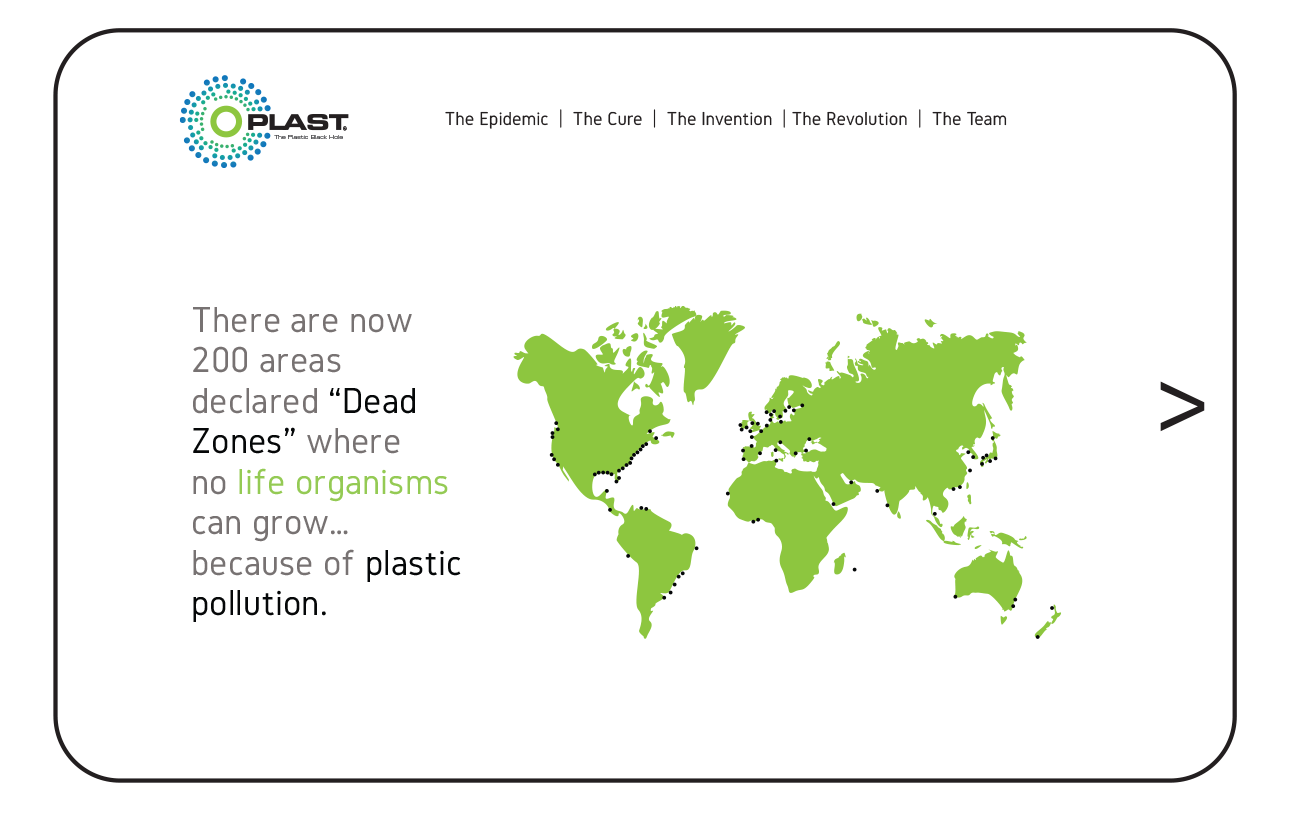 PLAST®
The Plastic Black Hole
The Epidemic | The Cure | The Invention | The Revolution | The Team
There are now
200 areas
declared “Dead
Zones” where
no life organisms
can grow...
because of plastic
pollution.
>